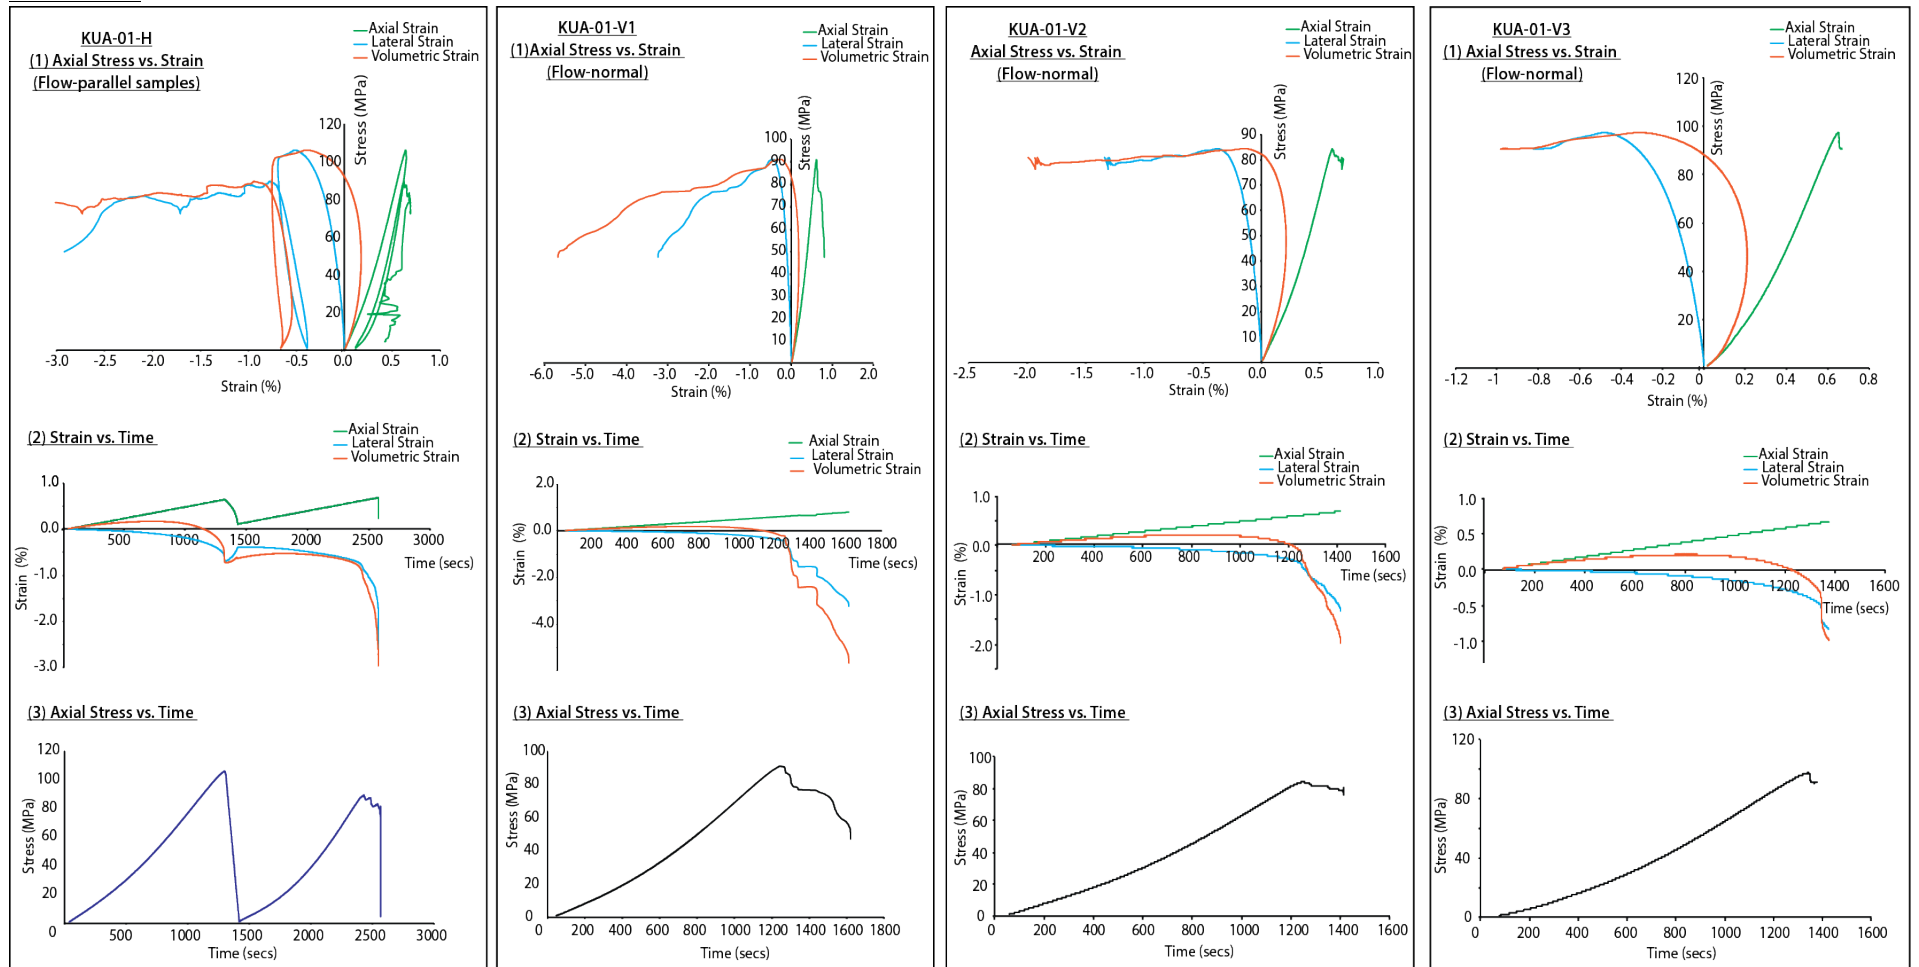 KUA-01-H
(1) Axial Stress vs. Strain
(Flow-parallel samples)
Axial Strain
Lateral Strain
Volumetric Strain
Stress (MPa)
120
100
80
60
40
20
-3.0 -2.5 -2.0 -1.5 -1.0 -0.5 0.0 0.5 1.0
Strain (%)
(2) Strain vs. Time
Axial Strain
Lateral Strain
Volumetric Strain
1.0
0.0
-1.0
-2.0
-3.0
Strain (%)
500 1000 1500 2000 2500 3000
Time (secs)
(3) Axial Stress vs. Time
120
100
80
60
40
20
0
Stress (MPa)
500 1000 1500 2000 2500 3000
Time (secs)
KUA-01-V1
(1)Axial Stress vs. Strain
(Flow-normal)
Axial Strain
Lateral Strain
Volumetric Strain
Stress (MPa)
100
90
80
70
60
50
40
30
20
10
-6.0 -5.0 -4.0 -3.0 -2.0 -1.0 0.0 1.0 2.0
Strain (%)
(2) Strain vs. Time
Axial Strain
Lateral Strain
Volumetric Strain
2.0
0.0
-2.0
-4.0
Strain (%)
200 400 600 800 1000 1200 1400 1600 1800
Time (secs)
(3) Axial Stress vs. Time
100
80
60
40
20
0
Stress (MPa)
0 200 400 600 800 1000 1200 1400 1600 1800
Time (secs)
KUA-01-V2
Axial Stress vs. Strain
(Flow-normal)
Axial Strain
Lateral Strain
Volumetric Strain
Stress (MPa)
90
80
70
60
50
40
30
20
10
-2.5 -2.0 -1.5 -1.0 -0.5 0.0 0.5 1.0
Strain (%)
(2) Strain vs. Time
Axial Strain
Lateral Strain
Volumetric Strain
1.0
0.0
-1.0
-2.0
Strain (%)
200 400 600 800 1000 1200 1400 1600
Time (secs)
(3) Axial Stress vs. Time
100
80
60
40
20
0
Stress (MPa)
0 200 400 600 800 1000 1200 1400 1600
Time (secs)
KUA-01-V3
(1) Axial Stress vs. Strain
(Flow-normal)
Axial Strain
Lateral Strain
Volumetric Strain
Stress (MPa)
120
100
80
60
40
20
-1.2 -1 -0.8 -0.6 -0.4 -0.2 0 0.2 0.4 0.6 0.8
Strain (%)
(2) Strain vs. Time
Axial Strain
Lateral Strain
Volumetric Strain
1.0
0.5
0.0
-0.5
-1.0
Strain (%)
200 400 600 800 1000 1200 1400 1600
Time (secs)
(3) Axial Stress vs. Time
120
80
40
0
Stress (MPa)
0 200 400 600 800 1000 1200 1400 1600
Time (secs)